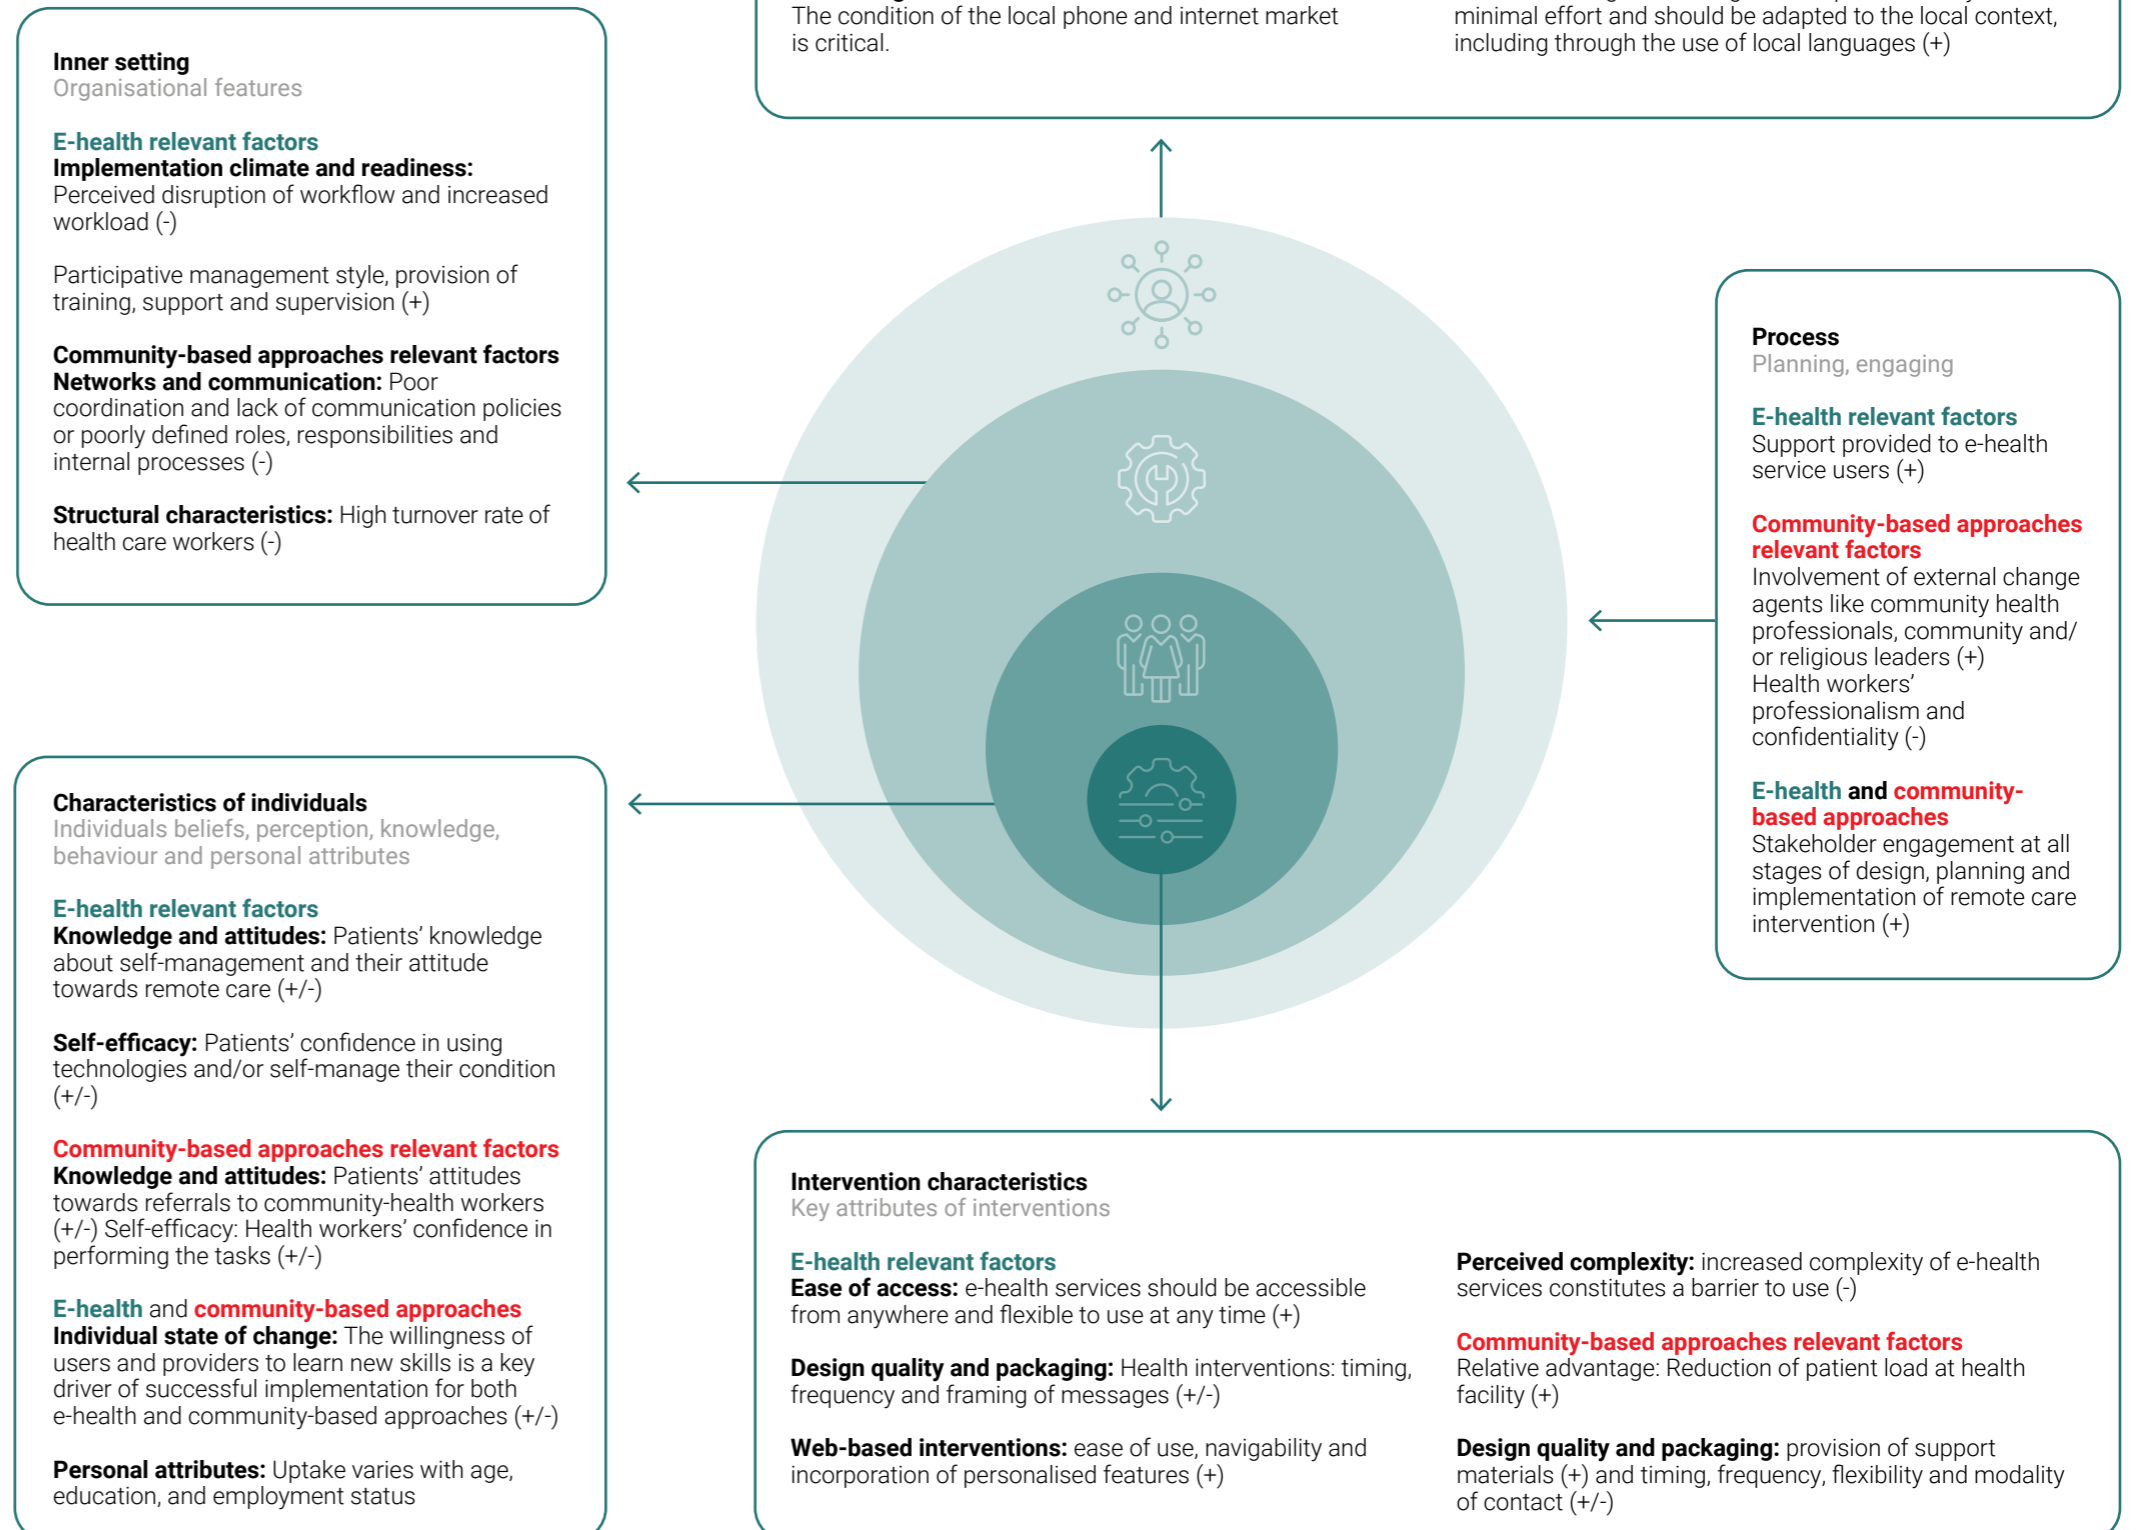 The condition of the local phone and internet market
is critical.
minimal effort and should be adapted to the local context,
including through the use of local languages (+)
Inner setting
Organisational features
E-health relevant factors
Implementation climate and readiness:
Perceived disruption of workflow and increased
workload (-)
Participative management style, provision of
training, support and supervision (+)
Community-based approaches relevant factors
Networks and communication: Poor
coordination and lack of communication policies
or poorly defined roles, responsibilities and
internal processes (-)
Structural characteristics: High turnover rate of
health care workers (-)
Process
Planning, engaging
E-health relevant factors
Support provided to e-health
service users (+)
Community-based approaches
relevant factors
Involvement of external change
agents like community health
professionals, community and/
or religious leaders (+)
Health workers’
professionalism and
confidentiality (-)
E-health and community-
based approaches
Stakeholder engagement at all
stages of design, planning and
implementation of remote care
intervention (+)
Characteristics of individuals
Individuals beliefs, perception, knowledge,
behaviour and personal attributes
E-health relevant factors
Knowledge and attitudes: Patients’ knowledge
about self-management and their attitude
towards remote care (+/-)
Self-efficacy: Patients’ confidence in using
technologies and/or self-manage their condition
(+/-)
Community-based approaches relevant factors
Knowledge and attitudes: Patients’ attitudes
towards referrals to community-health workers
(+/-) Self-efficacy: Health workers’ confidence in
performing the tasks (+/-)
E-health and community-based approaches
Individual state of change: The willingness of
users and providers to learn new skills is a key
driver of successful implementation for both
e-health and community-based approaches (+/-)
Personal attributes: Uptake varies with age,
education, and employment status
Intervention characteristics
Key attributes of interventions
E-health relevant factors
Ease of access: e-health services should be accessible
from anywhere and flexible to use at any time (+)
Design quality and packaging: Health interventions: timing,
frequency and framing of messages (+/-)
Web-based interventions: ease of use, navigability and
incorporation of personalised features (+)
Perceived complexity: increased complexity of e-health
services constitutes a barrier to use (-)
Community-based approaches relevant factors
Relative advantage: Reduction of patient load at health
facility (+)
Design quality and packaging: provision of support
materials (+) and timing, frequency, flexibility and modality
of contact (+/-)